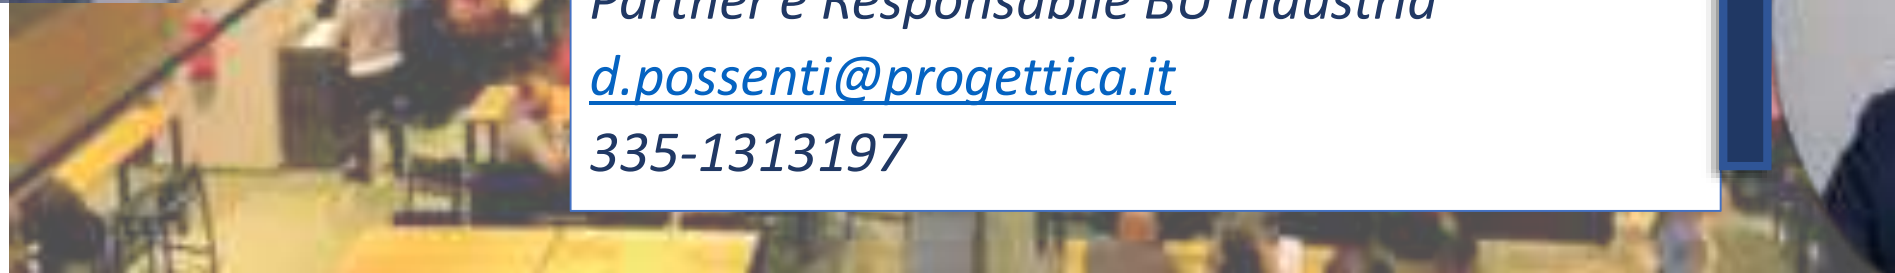 Partner e Responsabile BU Industria
d.possenti@progettica.it
335-1313197